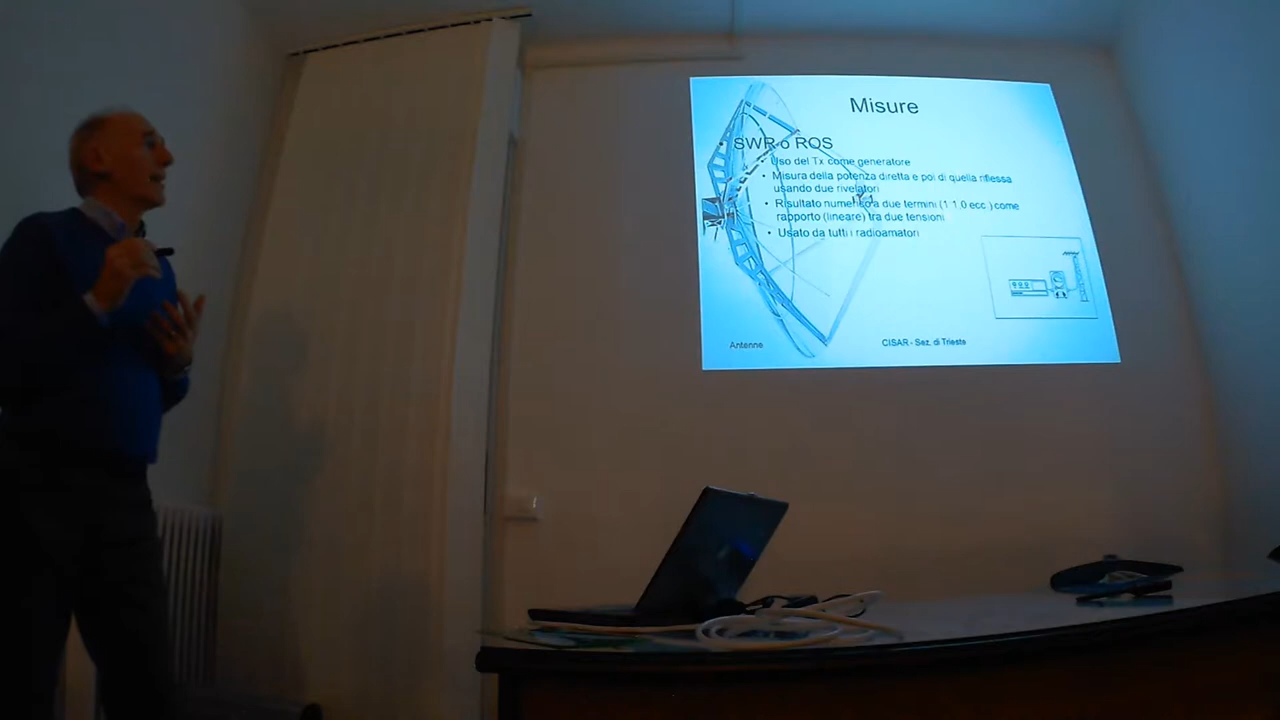 Misure
• SWR o ROS
• Uso del Tx come generatore
• Misura della potenza diretta e poi di quella riflessa
usando due rivelatori
• Risultato numerico a due termini (1 1.0 ecc.) come
rapporto (lineare) tra due tensioni
• Usato da tutti i radioamatori
Antenne
CISAR - Sez. di Trieste